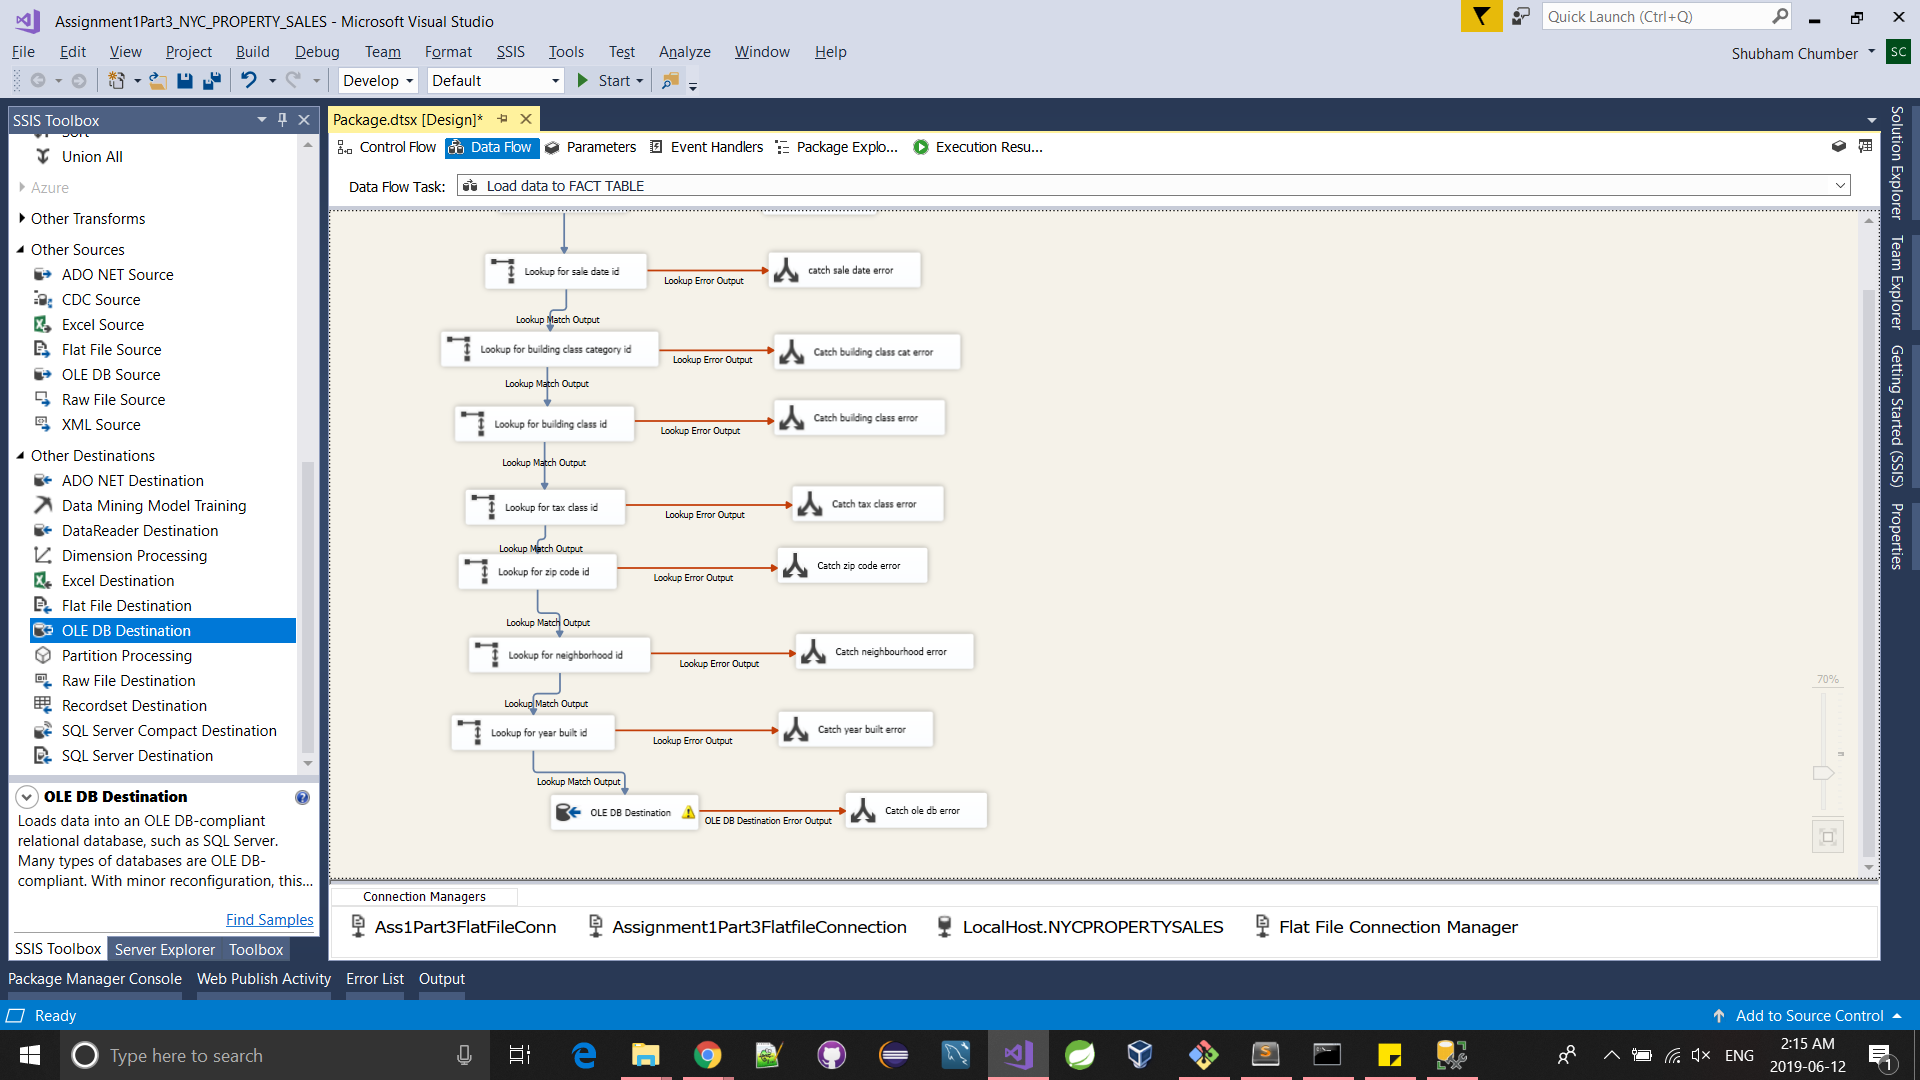 Assignment1Part3_NYC_PROPERTY_SALES - Microsoft Visual Studio
Quick Launch (Ctrl+Q)
File Edit View Project Build Debug Team Format SSIS Tools Test Analyze Window Help
Shubham Chumber SC
Develop Default Start
SSIS Toolbox
Sort
Union All
Azure
Other Transforms
Other Sources
ADO NET Source
CDC Source
Excel Source
Flat File Source
OLE DB Source
Raw File Source
XML Source
Other Destinations
ADO NET Destination
Data Mining Model Training
DataReader Destination
Dimension Processing
Excel Destination
Flat File Destination
OLE DB Destination
Partition Processing
Raw File Destination
Recordset Destination
SQL Server Compact Destination
SQL Server Destination
OLE DB Destination
Loads data into an OLE DB-compliant
relational database, such as SQL Server.
Many types of databases are OLE DB-
compliant. With minor reconfiguration, this...
Find Samples
SSIS Toolbox Server Explorer Toolbox
Package.dtsx [Design]*
Control Flow Data Flow Parameters Event Handlers Package Explo... Execution Resu...
Data Flow Task: Load data to FACT TABLE
Lookup for sale date id
Lookup Error Output
catch sale date error
Lookup Match Output
Lookup for building class category id
Lookup Error Output
Catch building class cat error
Lookup Match Output
Lookup for building class id
Lookup Error Output
Catch building class error
Lookup Match Output
Lookup for tax class id
Lookup Error Output
Catch tax class error
Lookup Match Output
Lookup for zip code id
Lookup Error Output
Catch zip code error
Lookup Match Output
Lookup for neighborhood id
Lookup Error Output
Catch neighbourhood error
Lookup Match Output
Lookup for year built id
Lookup Error Output
Catch year built error
Lookup Match Output
OLE DB Destination
OLE DB Destination Error Output
Catch ole db error
70%
Connection Managers
Ass1Part3FlatFileConn Assignment1Part3FlatfileConnection LocalHost.NYCPROPERTYSALES Flat File Connection Manager
Solution Explorer
Team Explorer
Getting Started (SSIS)
Properties
Package Manager Console Web Publish Activity Error List Output
Ready
Add to Source Control
Type here to search
ENG
2:15 AM
2019-06-12
1